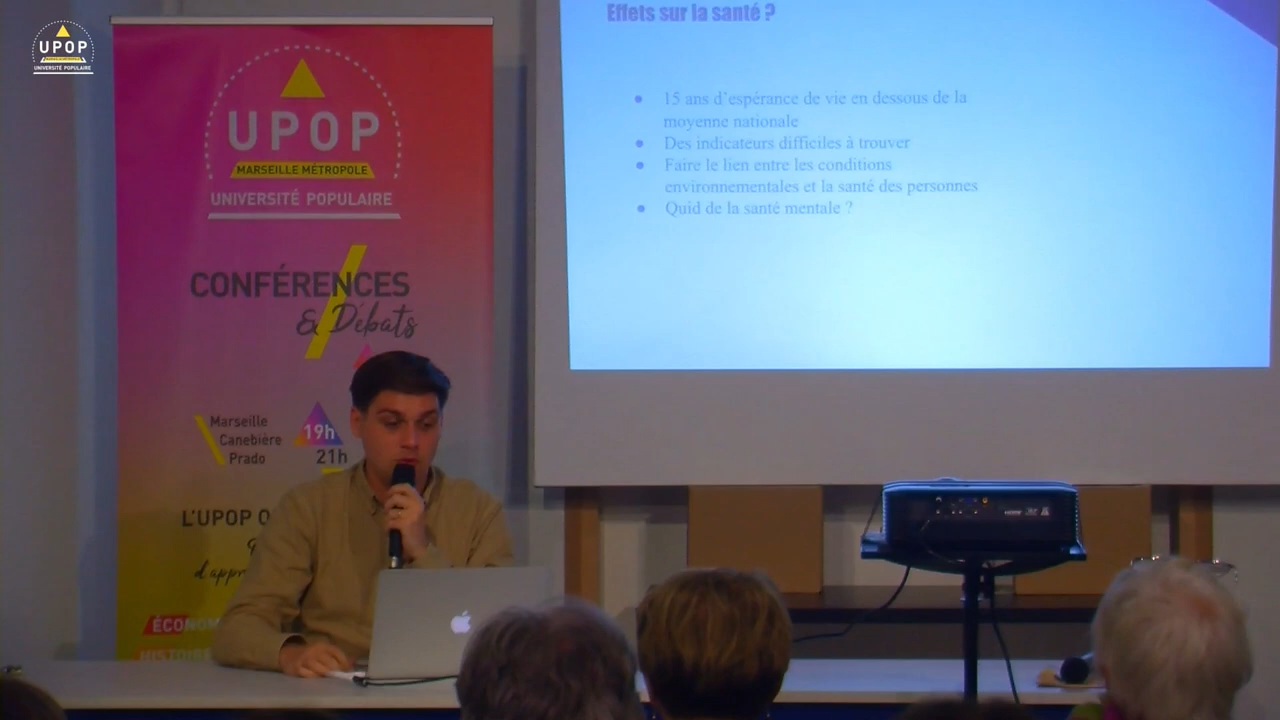 UPOP
UNIVERSITÉ POPULAIRE
UPOP
MARSEILLE MÉTROPOLE
UNIVERSITÉ POPULAIRE
CONFÉRENCES
& Débats
Marseille
Canebière
Prado
19h
21h
L'UPOP
ÉCONOM
HISTOIRE
Effets sur la santé ?
• 15 ans d'espérance de vie en dessous de la
moyenne nationale
• Des indicateurs difficiles à trouver
• Faire le lien entre les conditions
environnementales et la santé des personnes
• Quid de la santé mentale ?